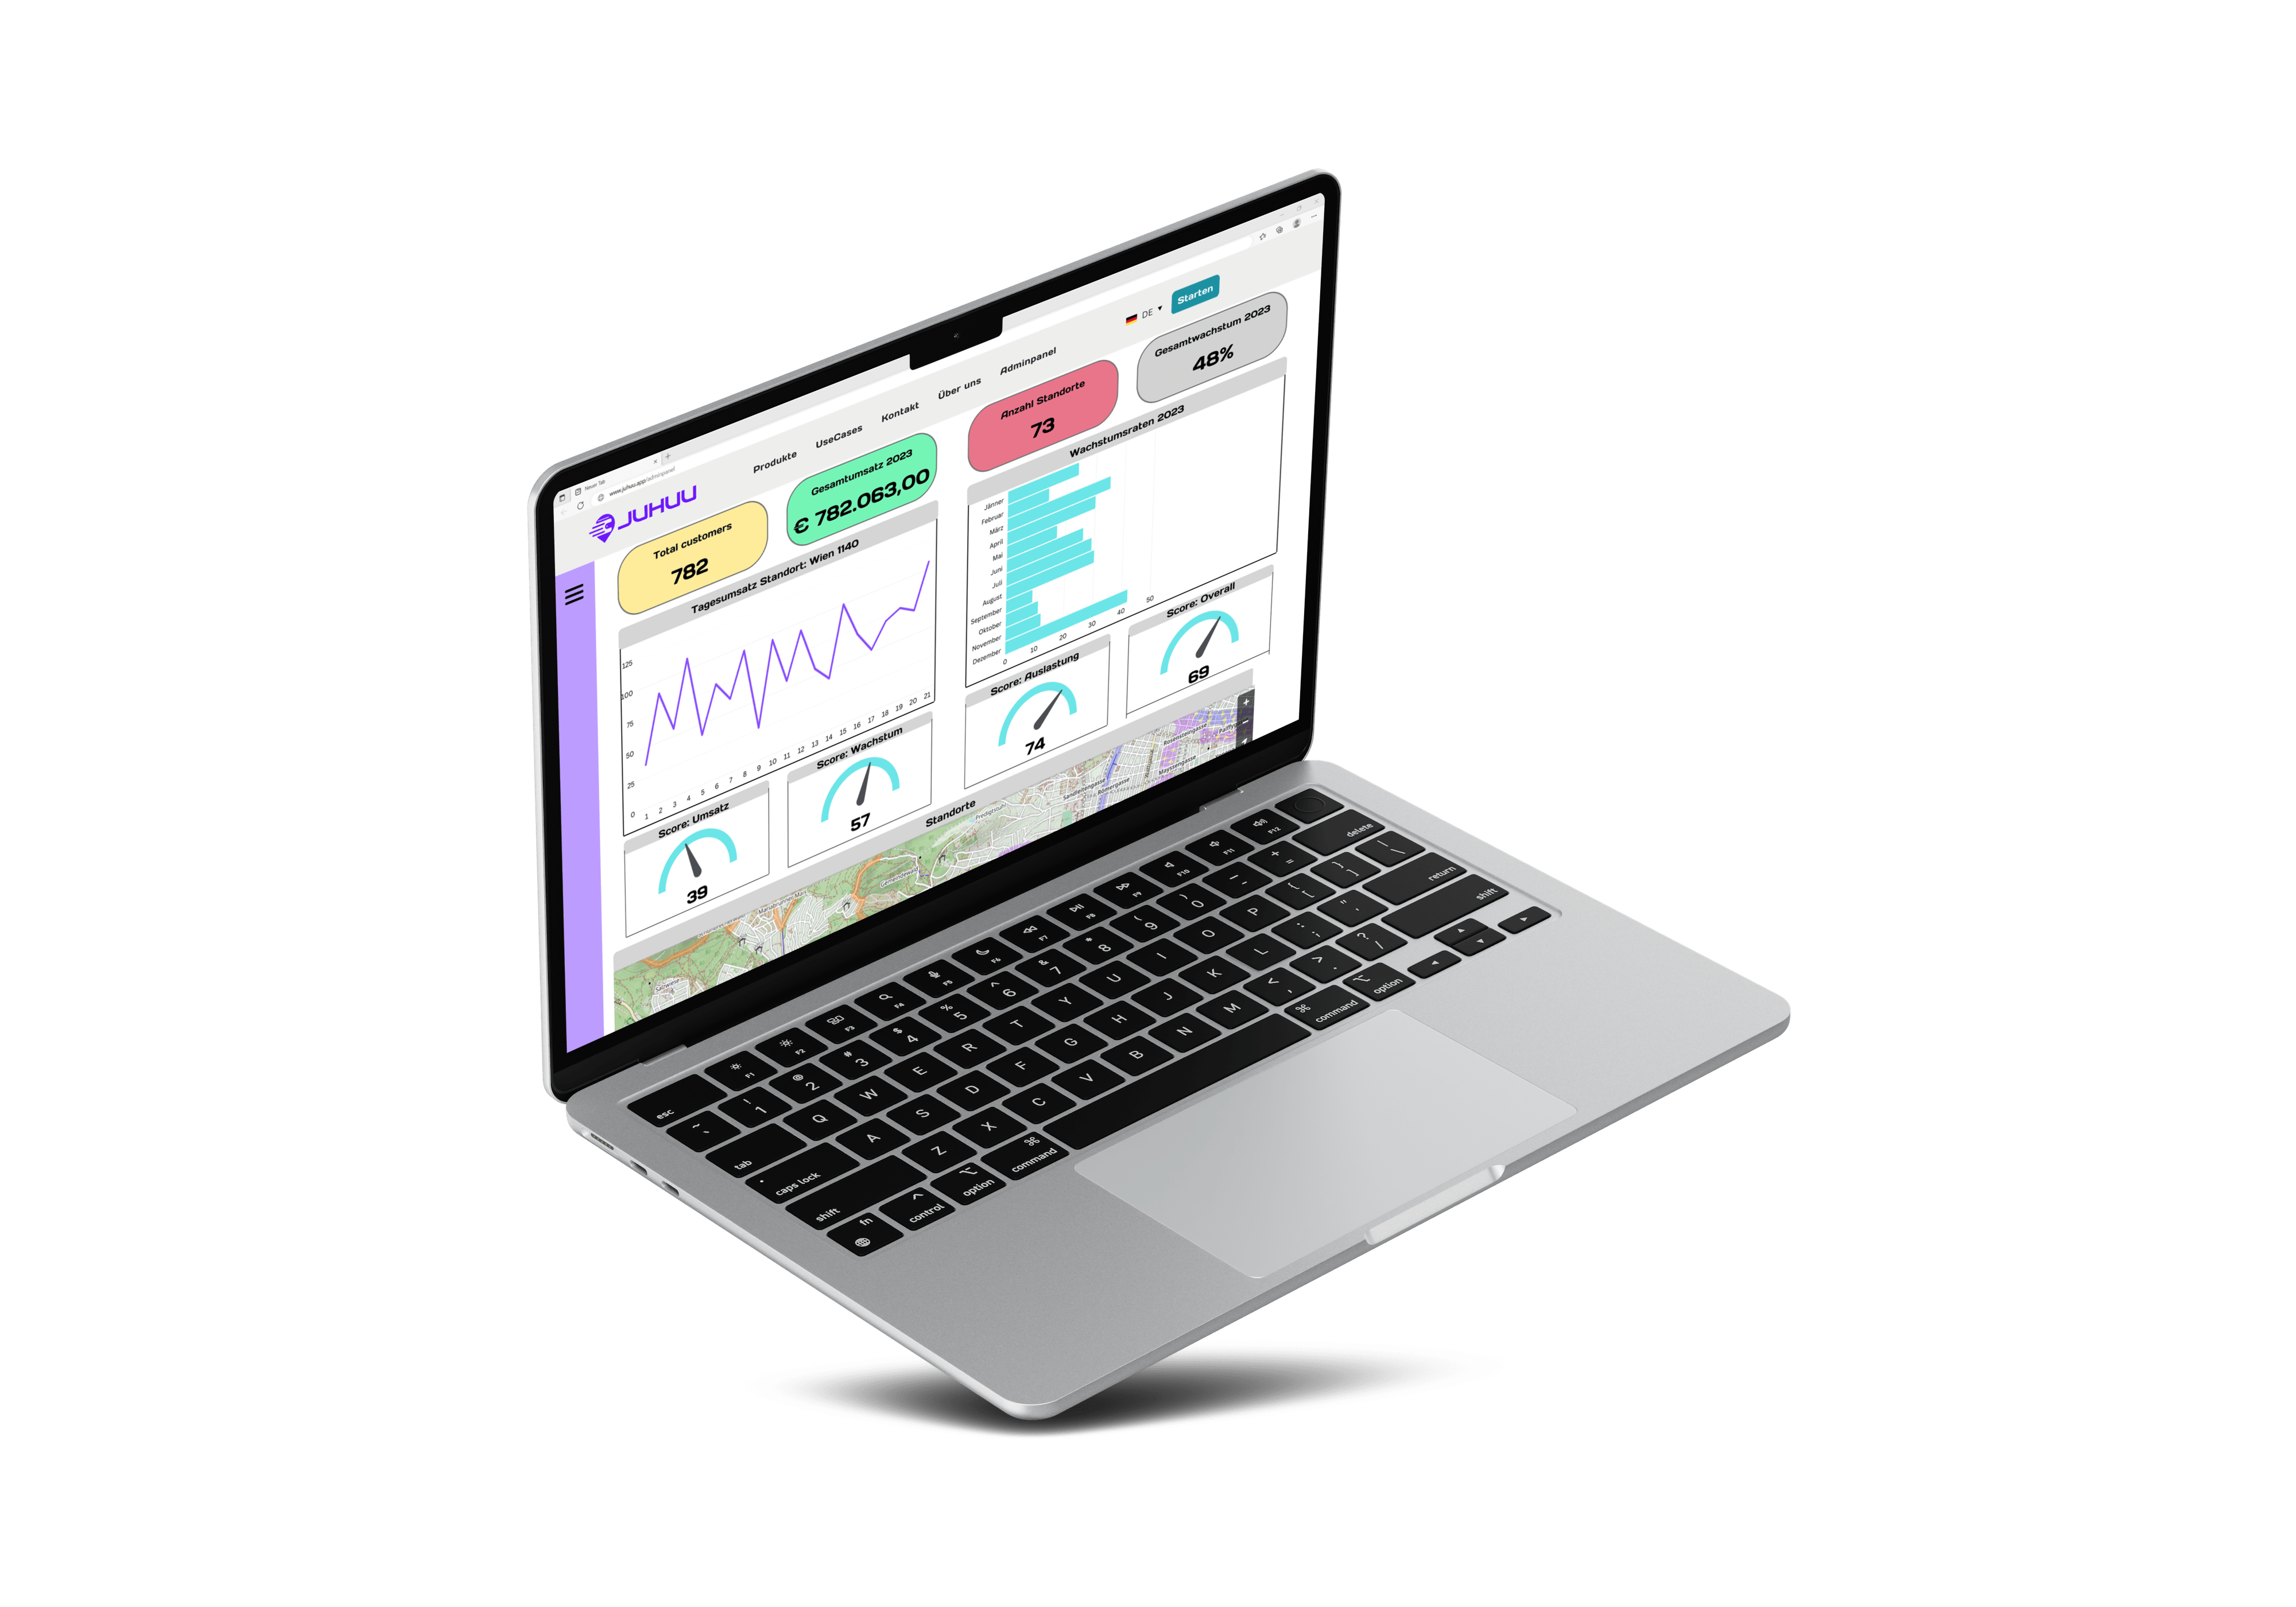 Neuer Tab
www.juhuu.app/adminpanel
JUHUU
Produkte
UseCases
Kontakt
Über uns
Adminpanel
DE
Starten
Total customers
782
Gesamtumsatz 2023
€ 782.063,00
Anzahl Standorte
73
Gesamtwachstum 2023
48%
Tagesumsatz Standort: Wien 1140
125
100
75
50
25
0
1 2 3 4 5 6 7 8 9 10 11 12 13 14 15 16 17 18 19 20 21
Wachstumsraten 2023
Jänner
Februar
März
April
Mai
Juni
Juli
August
September
Oktober
November
Dezember
0 10 20 30 40 50
Score: Umsatz
39
Score: Wachstum
57
Score: Auslastung
74
Score: Overall
69
Standorte
Predigtstuhl
Sandleitengasse
Römergasse
Mayssengasse
esc F1 F2 F3 F4 F5 F6 F7 F8 F9 F10 F11 F12
~ ` ! 1 @ 2 # 3 $ 4 % 5 ^ 6 & 7 * 8 ( 9 ) 0 — - + = delete
tab Q W E R T Y U I O P { [ } ] | \
caps lock A S D F G H J K L : ; " ' return
shift Z X C V B N M < , > . ? / shift
fn control option command command option